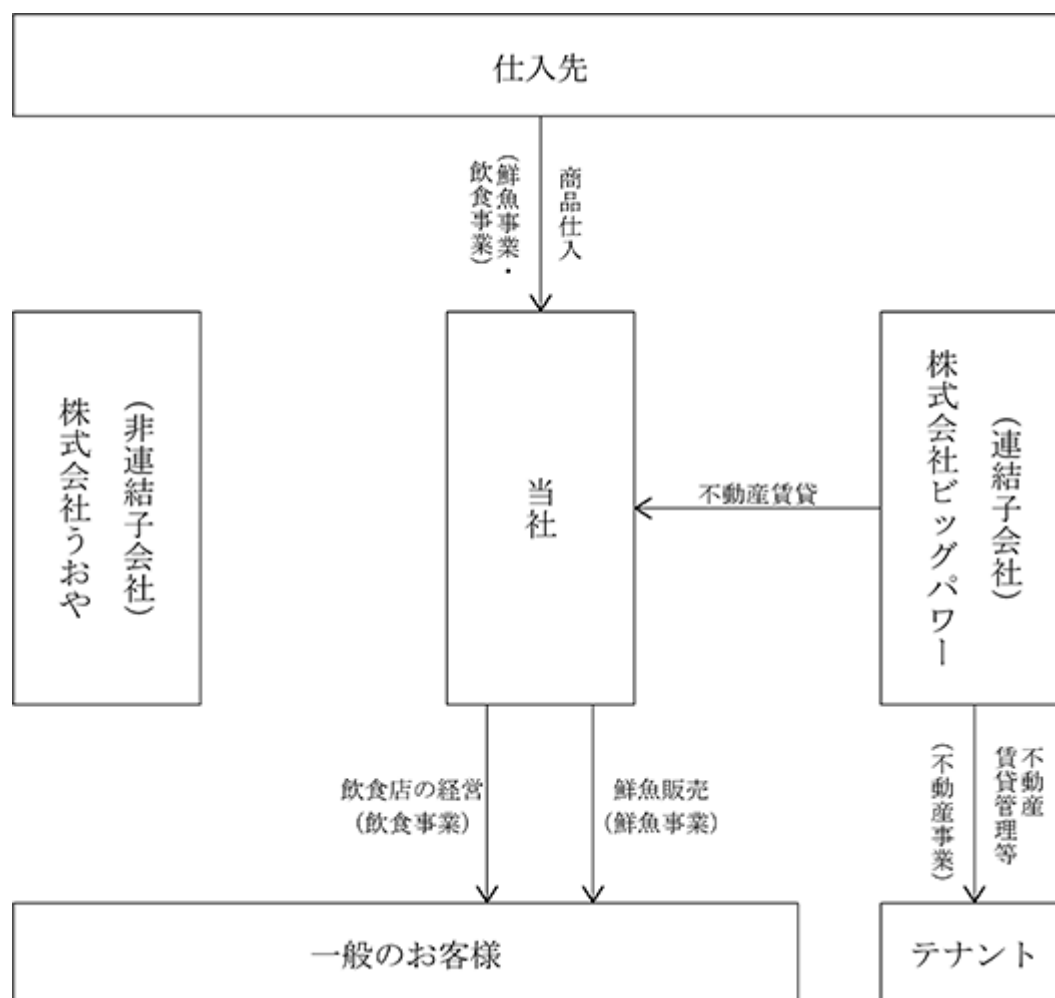 仕入先
商品仕入
(鮮魚事業・
飲食事業)
(非連結子会社)
株式会社うおや
当社
不動産賃貸
(連結子会社)
株式会社ビッグパワー
飲食店の経営
(飲食事業)
鮮魚販売
(鮮魚事業)
不動産
賃貸管理等
(不動産事業)
一般のお客様
テナント